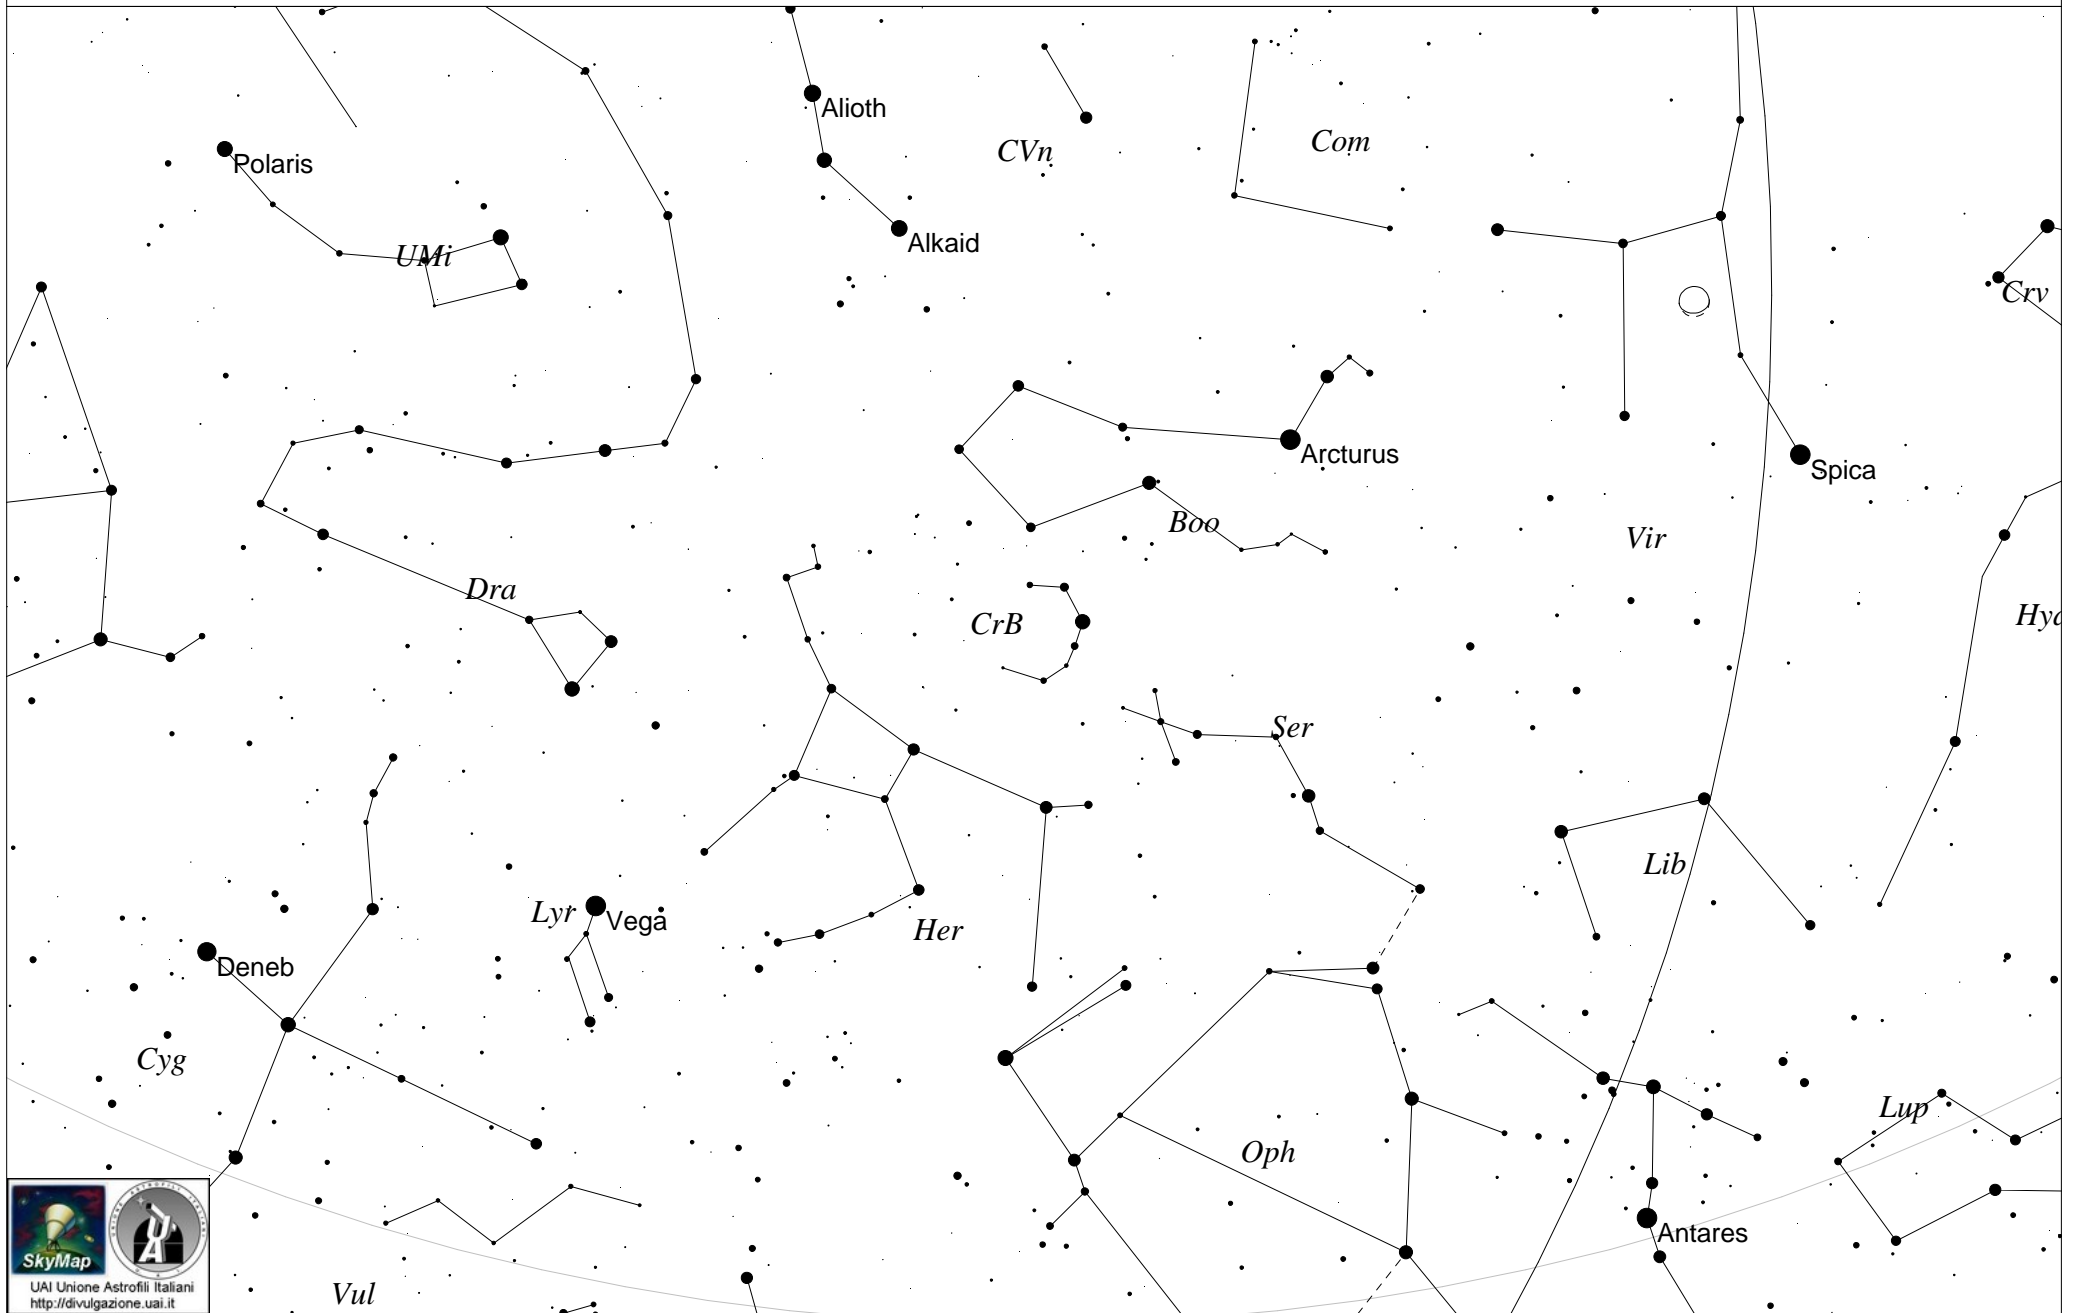 Alioth
Polaris
CVn
Com
Alkaid
UMi
Crv
Arcturus
Spica
Boo
Vir
Dra
CrB
Hya
Ser
Lib
Lyr
Vega
Her
Deneb
Cyg
Lup
Oph
Antares
Vul
SkyMap
UAI
UAI Unione Astrofili Italiani
http://divulgazione.uai.it